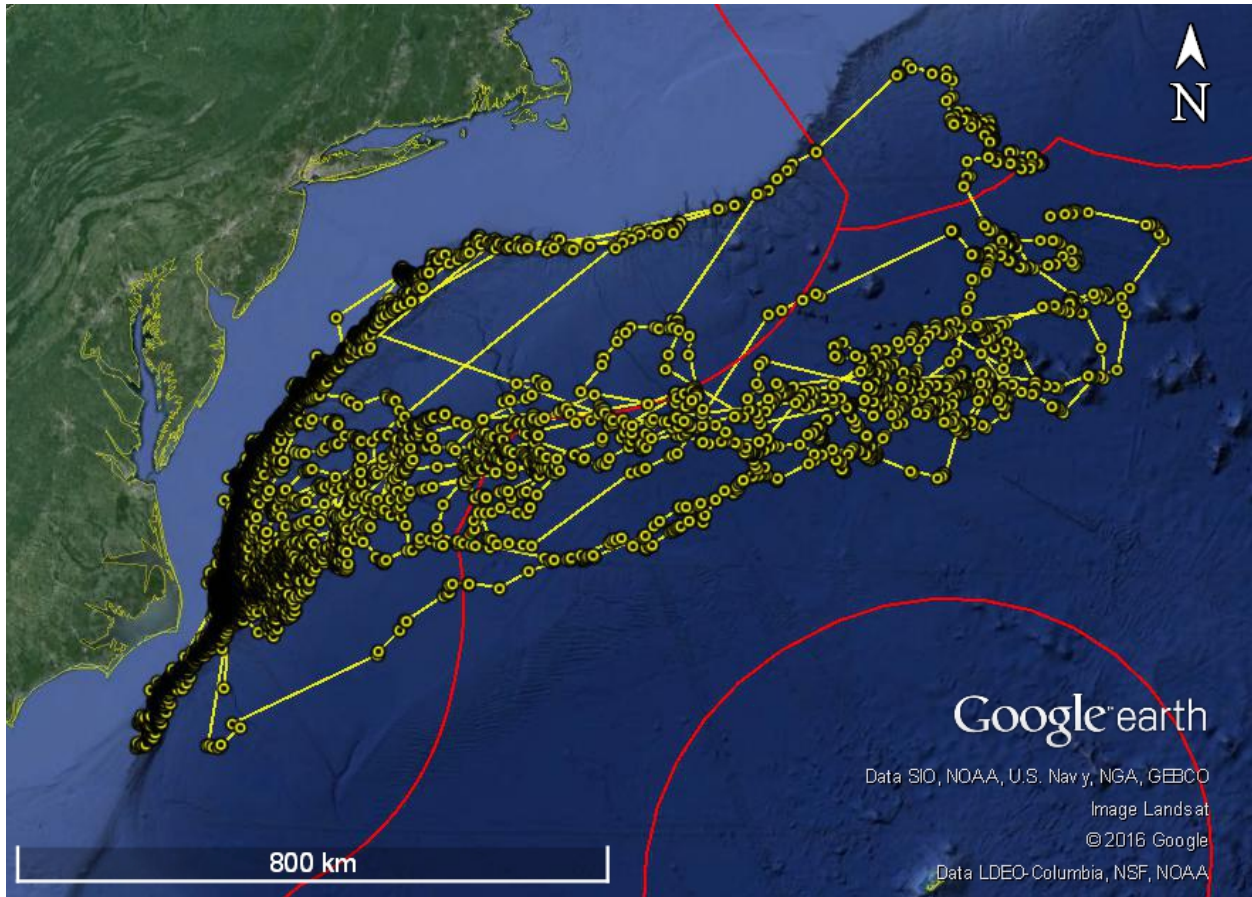 N
Google earth
Data SIO, NOAA, U.S. Navy, NGA, GEBCO
Image Landsat
© 2016 Google
Data LDEO-Columbia, NSF, NOAA
800 km